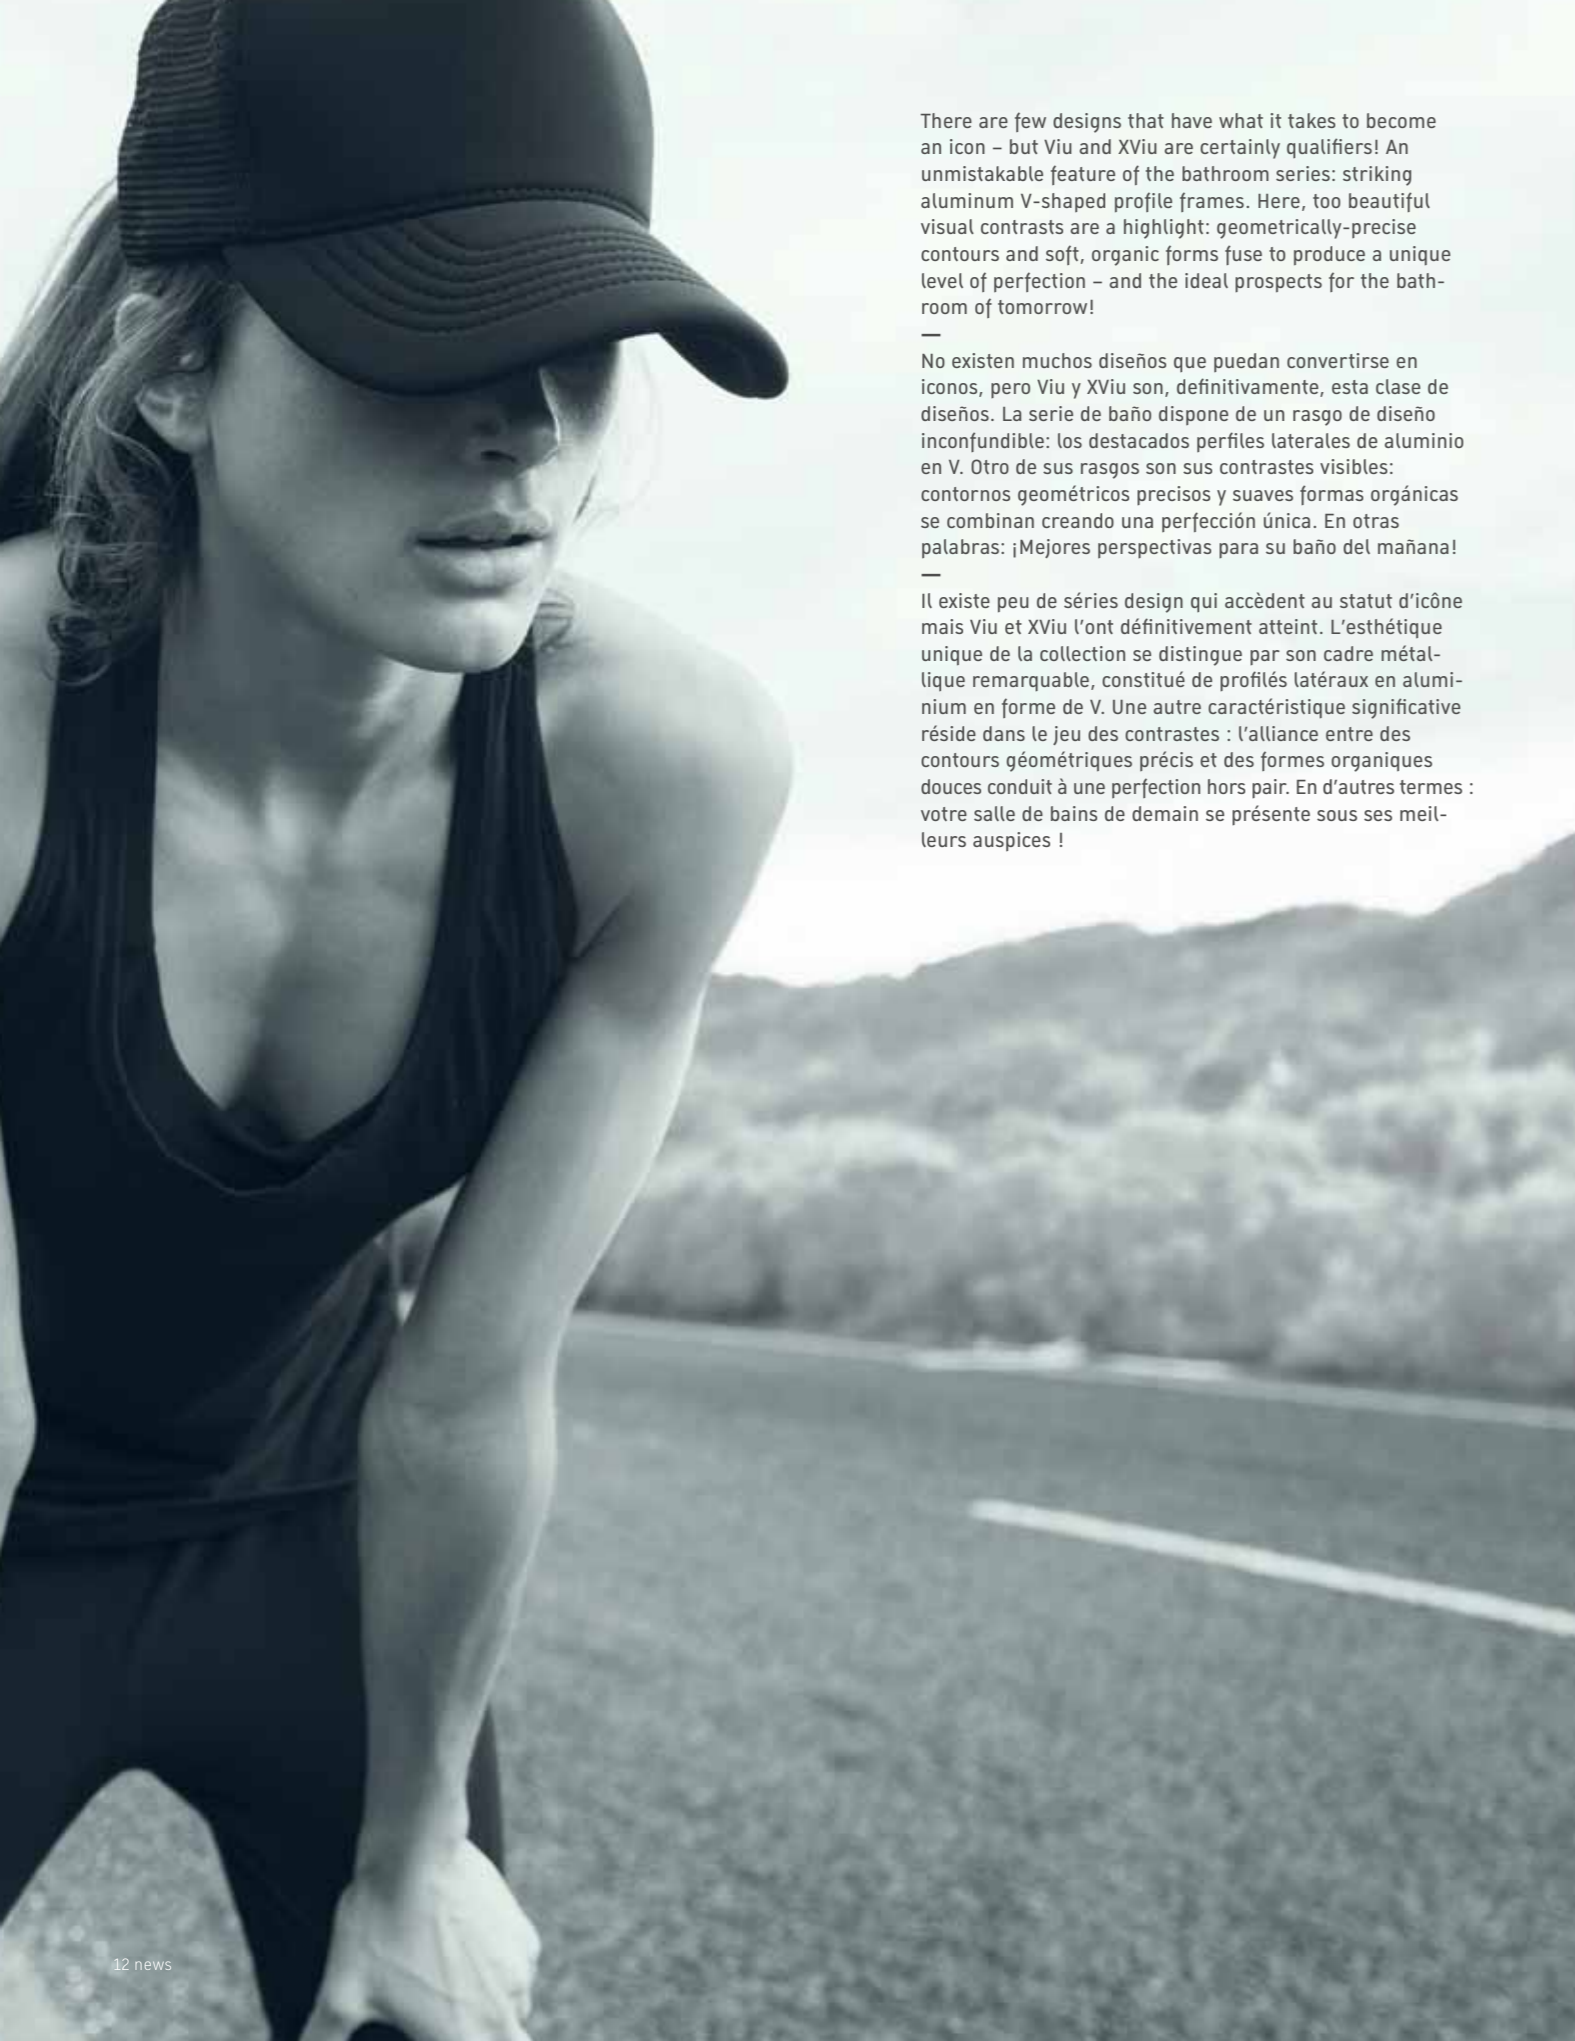 There are few designs that have what it takes to become
an icon – but Viu and XViu are certainly qualifiers! An
unmistakable feature of the bathroom series: striking
aluminum V-shaped profile frames. Here, too beautiful
visual contrasts are a highlight: geometrically-precise
contours and soft, organic forms fuse to produce a unique
level of perfection – and the ideal prospects for the bath-
room of tomorrow!
—
No existen muchos diseños que puedan convertirse en
iconos, pero Viu y XViu son, definitivamente, esta clase de
diseños. La serie de baño dispone de un rasgo de diseño
inconfundible: los destacados perfiles laterales de aluminio
en V. Otro de sus rasgos son sus contrastes visibles:
contornos geométricos precisos y suaves formas orgánicas
se combinan creando una perfección única. En otras
palabras: ¡Mejores perspectivas para su baño del mañana!
—
Il existe peu de séries design qui accèdent au statut d’icône
mais Viu et XViu l’ont définitivement atteint. L’esthétique
unique de la collection se distingue par son cadre métal-
lique remarquable, constitué de profilés latéraux en alumi-
nium en forme de V. Une autre caractéristique significative
réside dans le jeu des contrastes : l’alliance entre des
contours géométriques précis et des formes organiques
douces conduit à une perfection hors pair. En d’autres termes :
votre salle de bains de demain se présente sous ses meil-
leurs auspices !
12 news